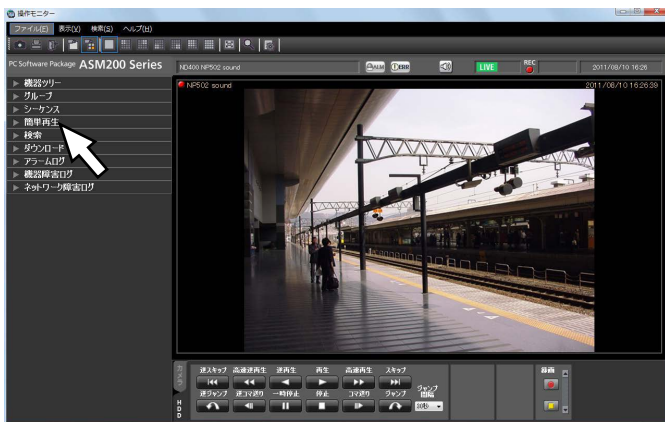 操作モニター
ファイル(E) 表示(V) 検索(S) ヘルプ(H)
PC Software Package ASM200 Series
ND400 NP502 sound ALM ERR LIVE REC 2011/08/10 16:26
機器ツリー
グループ
シーケンス
簡単再生
検索
ダウンロード
アラームログ
機器障害ログ
ネットワーク障害ログ
NP502 sound 2011/08/10 16:26:39
カメラ
HDD
逆スキップ 高速逆再生 逆再生 再生 高速再生 スキップ
逆ジャンプ 逆コマ送り 一時停止 停止 コマ送り ジャンプ
ジャンプ
間隔
30秒
録画